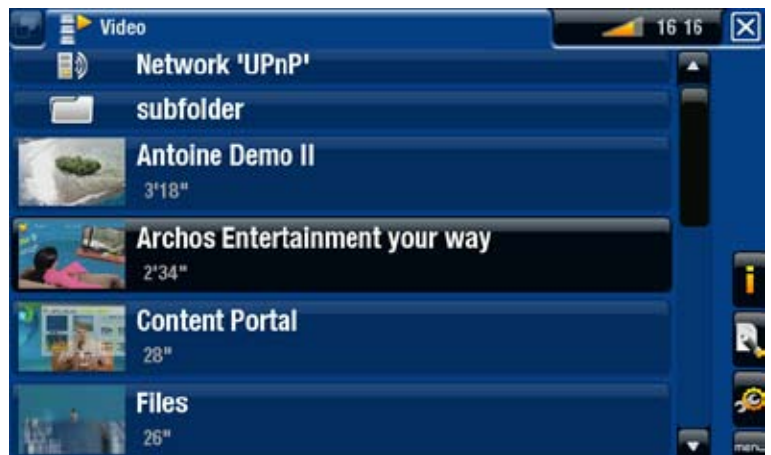 Video
16 16
Network 'UPnP'
subfolder
Antoine Demo II
3'18"
Archos Entertainment your way
2'34"
Content Portal
28"
Files
26"
menu